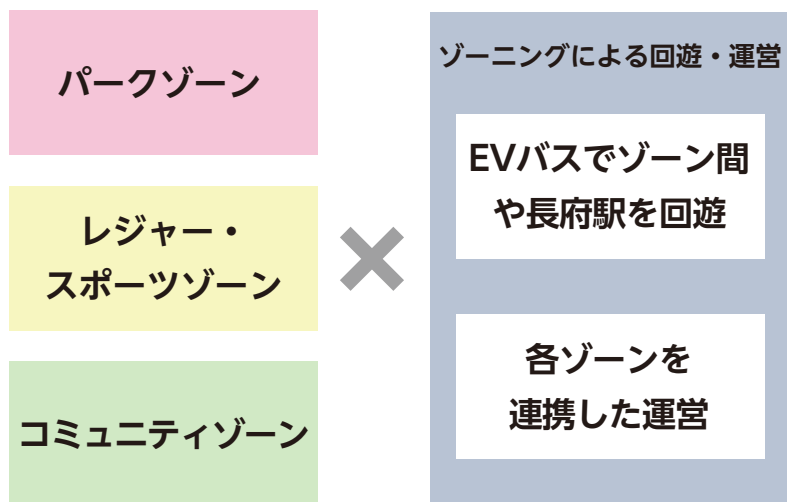 パークゾーン
レジャー・
スポーツゾーン
コミュニティゾーン
ゾーニングによる回遊・運営
EVバスでゾーン間
や長府駅を回遊
各ゾーンを
連携した運営